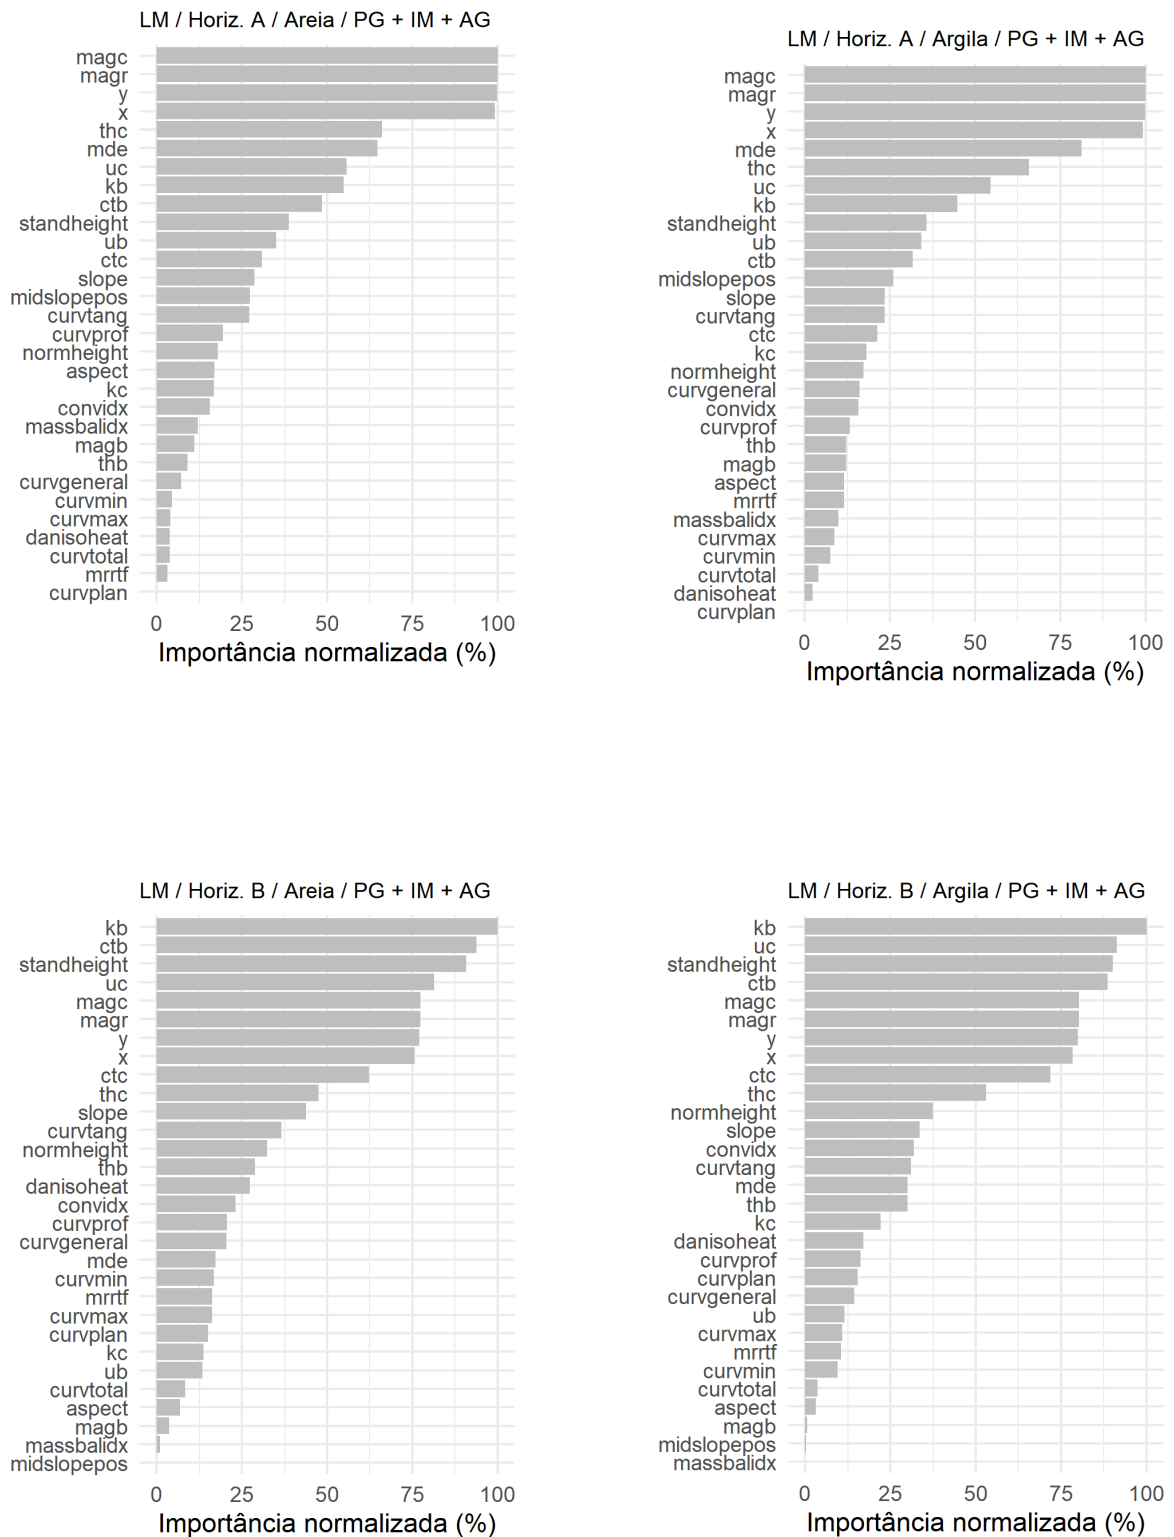 LM / Horiz. A / Areia / PG + IM + AG
magc
magr
y
x
thc
mde
uc
kb
ctb
standheight
ub
ctc
slope
midslopepos
curvtang
curvprof
normheight
aspect
kc
convidx
massbalidx
magb
thb
curvgeneral
curvmin
curvmax
danisoheat
curvtotal
mrrtf
curvplan
0 25 50 75 100
Importância normalizada (%)
LM / Horiz. A / Argila / PG + IM + AG
magc
magr
y
x
mde
thc
uc
kb
standheight
ub
ctb
midslopepos
slope
curvtang
ctc
kc
normheight
curvgeneral
convidx
curvprof
thb
magb
aspect
mrrtf
massbalidx
curvmax
curvmin
curvtotal
danisoheat
curvplan
0 25 50 75 100
Importância normalizada (%)
LM / Horiz. B / Areia / PG + IM + AG
kb
ctb
standheight
uc
magc
magr
y
x
ctc
thc
slope
curvtang
normheight
thb
danisoheat
convidx
curvprof
curvgeneral
mde
curvmin
mrrtf
curvmax
curvplan
kc
ub
curvtotal
aspect
magb
massbalidx
midslopepos
0 25 50 75 100
Importância normalizada (%)
LM / Horiz. B / Argila / PG + IM + AG
kb
uc
standheight
ctb
magc
magr
y
x
ctc
thc
normheight
slope
convidx
curvtang
mde
thb
kc
danisoheat
curvprof
curvplan
curvgeneral
ub
curvmax
mrrtf
curvmin
curvtotal
aspect
magb
midslopepos
massbalidx
0 25 50 75 100
Importância normalizada (%)